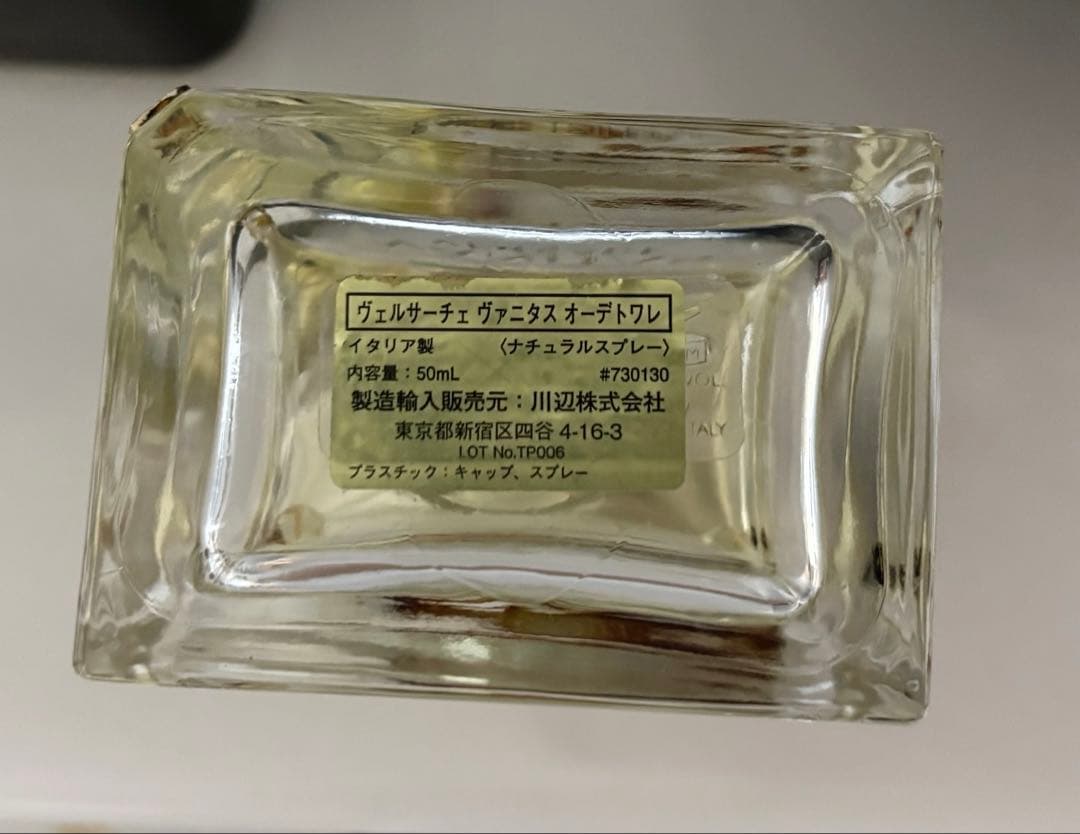 ヴェルサーチェ ヴァニタス オーデトワレ
イタリア製 〈ナチュラルスプレー〉
内容量：50mL #730130
製造輸入販売元：川辺株式会社
東京都新宿区四谷 4-16-3
LOT No.TP006
プラスチック：キャップ、スプレー
M
VOL.
ITALY